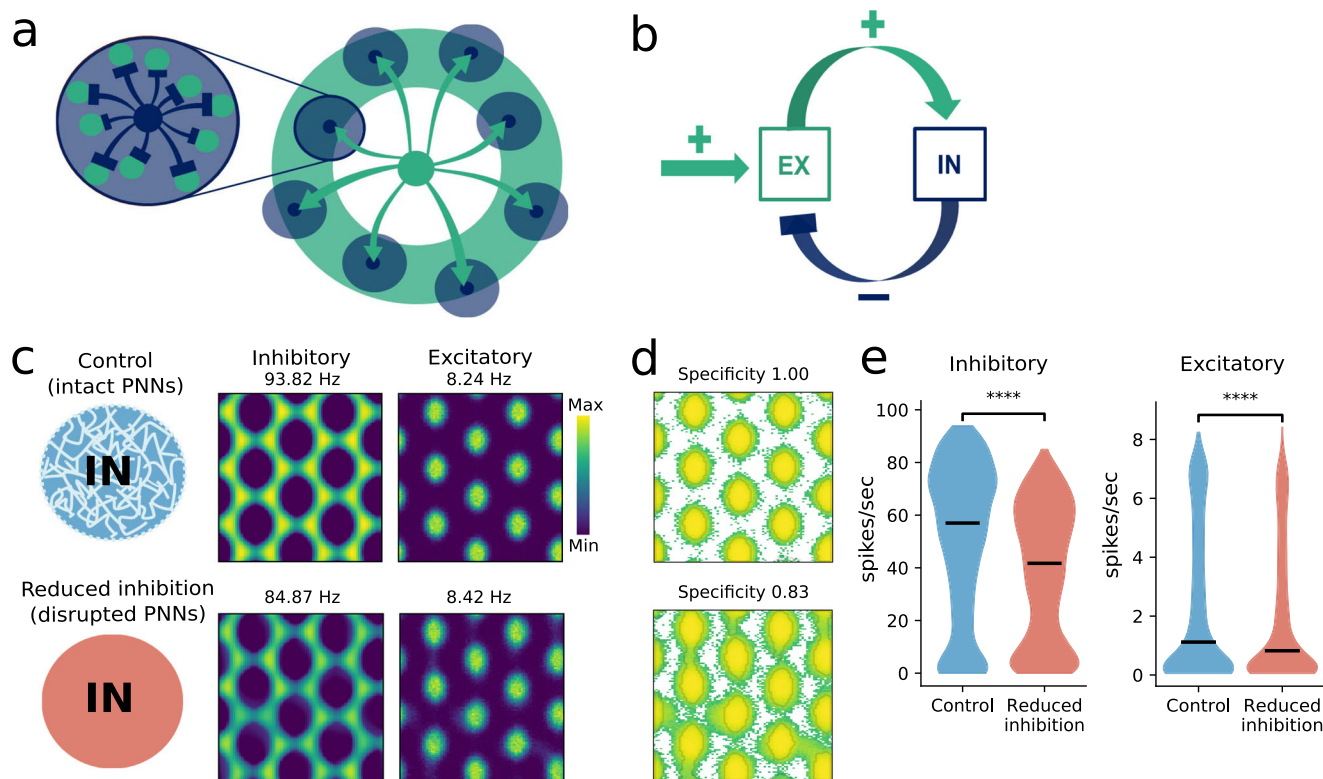 a
b
+
+
EX
IN
−
c
Control
(intact PNNs)
IN
Inhibitory
93.82 Hz
Excitatory
8.24 Hz
Max
Min
Reduced inhibition
(disrupted PNNs)
IN
84.87 Hz
8.42 Hz
d
Specificity 1.00
Specificity 0.83
e
Inhibitory
****
spikes/sec
100
80
60
40
20
0
Control
Reduced
inhibition
Excitatory
****
spikes/sec
8
6
4
2
0
Control
Reduced
inhibition